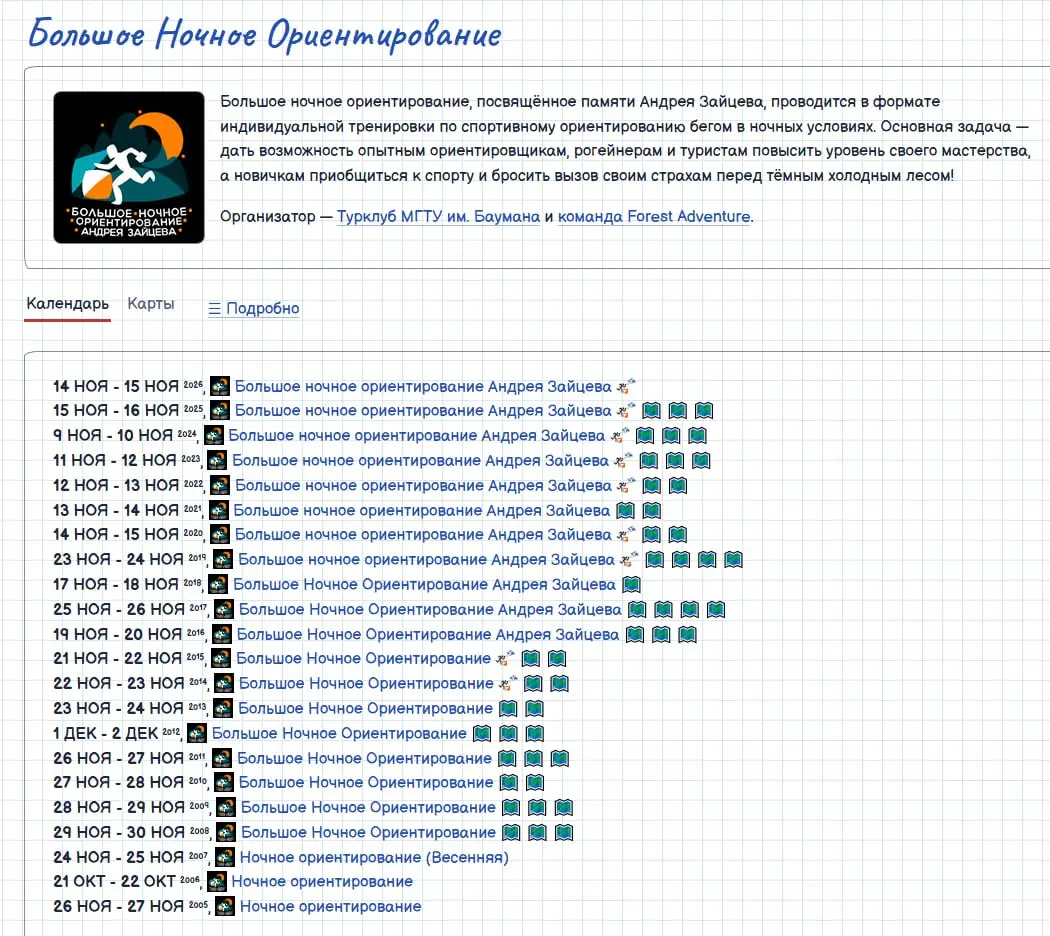 Большое Ночное Ориентирование
Большое ночное ориентирование, посвящённое памяти Андрея Зайцева, проводится в формате
индивидуальной тренировки по спортивному ориентированию бегом в ночных условиях. Основная задача —
дать возможность опытным ориентировщикам, рогейнерам и туристам повысить уровень своего мастерства,
а новичкам приобщиться к спорту и бросить вызов своим страхам перед тёмным холодным лесом!
•БОЛЬШОЕ•НОЧНОЕ•
•ОРИЕНТИРОВАНИЕ•
•АНДРЕЯ ЗАЙЦЕВА•
Организатор — Турклуб МГТУ им. Баумана и команда Forest Adventure.
Календарь Карты ☰ Подробно
14 НОЯ - 15 НОЯ 2026, Большое ночное ориентирование Андрея Зайцева
15 НОЯ - 16 НОЯ 2025, Большое ночное ориентирование Андрея Зайцева
9 НОЯ - 10 НОЯ 2024, Большое ночное ориентирование Андрея Зайцева
11 НОЯ - 12 НОЯ 2023, Большое ночное ориентирование Андрея Зайцева
12 НОЯ - 13 НОЯ 2022, Большое ночное ориентирование Андрея Зайцева
13 НОЯ - 14 НОЯ 2021, Большое ночное ориентирование Андрея Зайцева
14 НОЯ - 15 НОЯ 2020, Большое ночное ориентирование Андрея Зайцева
23 НОЯ - 24 НОЯ 2019, Большое ночное ориентирование Андрея Зайцева
17 НОЯ - 18 НОЯ 2018, Большое Ночное Ориентирование Андрея Зайцева
25 НОЯ - 26 НОЯ 2017, Большое Ночное Ориентирование Андрея Зайцева
19 НОЯ - 20 НОЯ 2016, Большое Ночное Ориентирование Андрея Зайцева
21 НОЯ - 22 НОЯ 2015, Большое Ночное Ориентирование
22 НОЯ - 23 НОЯ 2014, Большое Ночное Ориентирование
23 НОЯ - 24 НОЯ 2013, Большое Ночное Ориентирование
1 ДЕК - 2 ДЕК 2012, Большое Ночное Ориентирование
26 НОЯ - 27 НОЯ 2011, Большое Ночное Ориентирование
27 НОЯ - 28 НОЯ 2010, Большое Ночное Ориентирование
28 НОЯ - 29 НОЯ 2009, Большое Ночное Ориентирование
29 НОЯ - 30 НОЯ 2008, Большое Ночное Ориентирование
24 НОЯ - 25 НОЯ 2007, Ночное ориентирование (Весенняя)
21 ОКТ - 22 ОКТ 2006, Ночное ориентирование
26 НОЯ - 27 НОЯ 2005, Ночное ориентирование